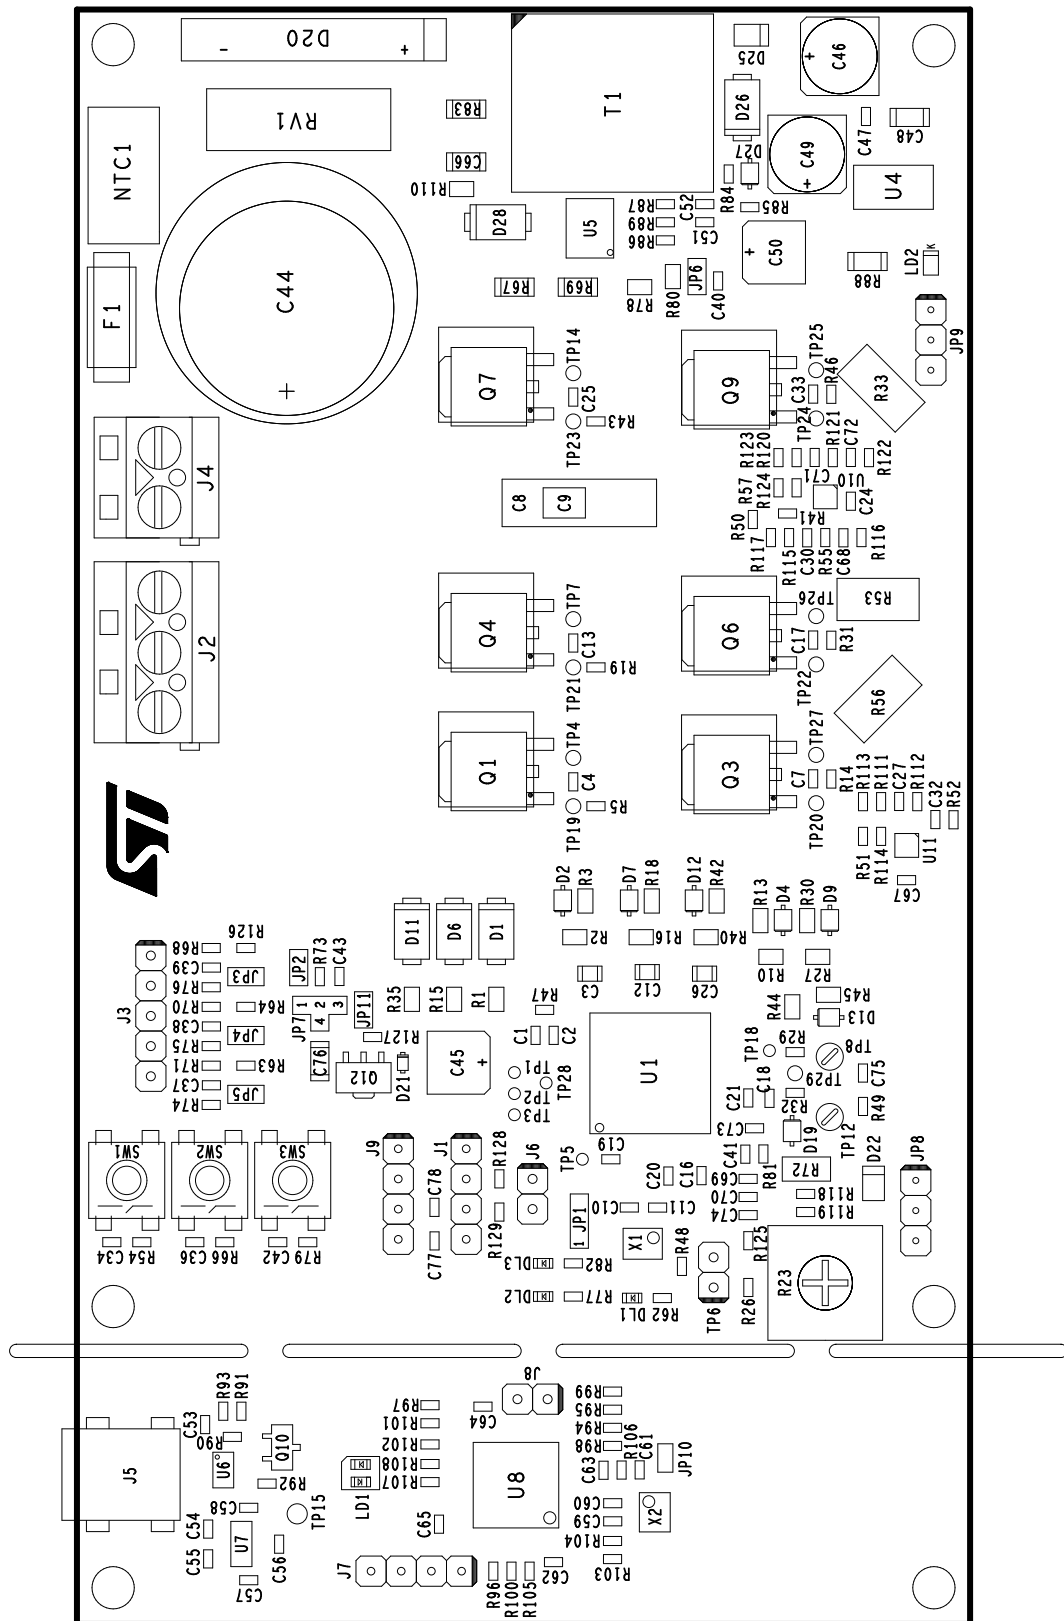 - D20 +
T1
D25
+ C46
RV1
R83
D26
C47
C48
NTC1
C66
D27
C49 +
R110
R84
U4
D28
U5
R87
C52
R89
C51
R86
R85
+ C50
LD2 K
F1
C44 +
R67
R69
R78
R80
JP6
C40
R88
JP9
Q7
TP14
C25
R43
TP23
Q9
TP25
C33
R46
TP24
R33
J4
C8
C9
R123
R120
R121
C72
R122
R57
R124
C71
U10
C24
R50
R41
R117
R115
C30
R55
C68
R116
J2
Q4
TP7
C13
R19
TP21
Q6
TP26
C17
R31
TP22
R53
R56
Q1
TP4
C4
R5
TP19
Q3
TP27
C7
R14
TP20
R113
R111
C27
R112
C32
R52
R51
R114
U11
C67
ST
D2
R3
D7
R18
D12
R42
R13
D4
R30
D9
D11
D6
D1
R2
R16
R40
R10
R27
J3
R68
R126
C39
R76
JP3
R70
R64
C38
R75
JP4
R71
R63
C37
R74
JP5
JP2
R73
C43
JP7
1 2 3
4
JP11
R127
C76
Q12
D21
R35
R15
R1
C3
C12
C26
R47
C1
C2
C45 +
TP1
TP2
TP3
TP28
U1
R44
R45
D13
TP18
R29
TP8
TP29
C75
C21
C18
R32
R49
C73
D19
TP12
SW1
SW2
SW3
J9
J1
R128
J6
TP5
C19
C20
C16
C41
R81
R72
D22
JP8
C69
C70
C74
R118
R119
C78
C77
R129
JP1
1
C10
C11
X1
R48
R125
R23
C34
R54
C36
R66
C42
R79
DL3
R82
DL2
R77
DL1
R62
TP6
R26
J8
R93
R91
C53
R90
U6
Q10
R92
J5
R97
R101
R102
R108
R107
LD1
C64
U8
R99
R95
R94
R98
R106
C61
C63
JP10
C60
C59
X2
R104
R103
C58
C54
C55
U7
C56
C57
TP15
C65
J7
R96
R100
R105
C62